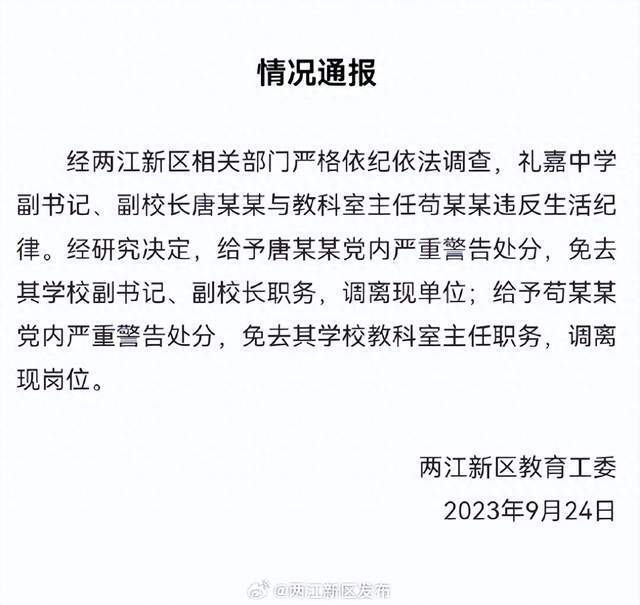 情况通报
经两江新区相关部门严格依纪依法调查，礼嘉中学
副书记、副校长唐某某与教科室主任苟某某违反生活纪
律。经研究决定，给予唐某某党内严重警告处分，免去
其学校副书记、副校长职务，调离现单位；给予苟某某
党内严重警告处分，免去其学校教科室主任职务，调离
现岗位。
两江新区教育工委
2023年9月24日
@两江新区发布